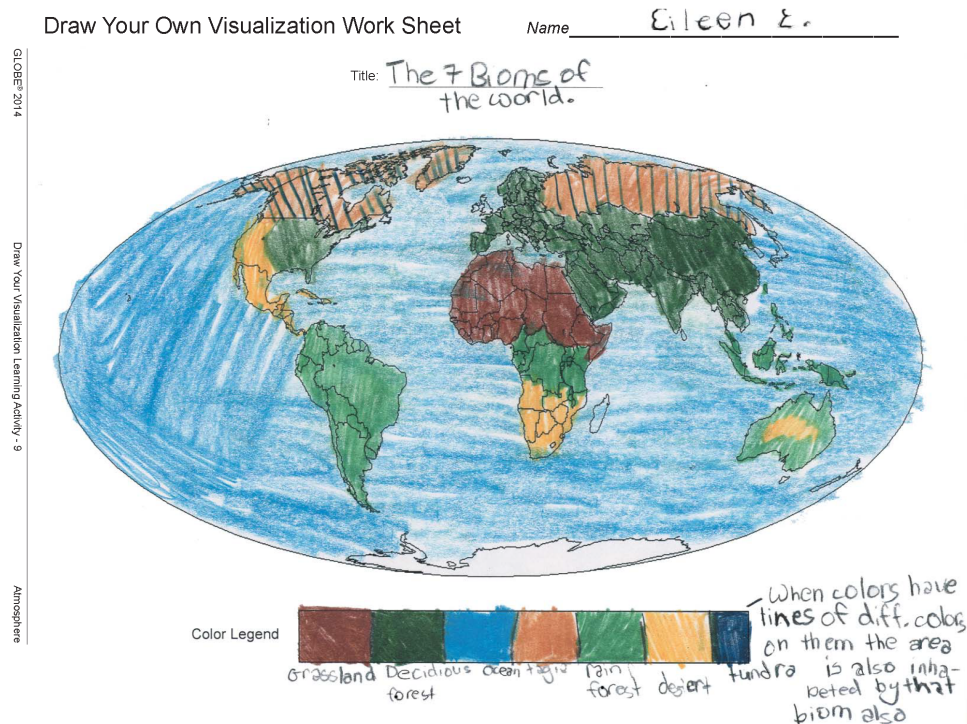 Draw Your Own Visualization Work Sheet
Name Eileen E.
GLOBE® 2014
Draw Your Visualization Learning Activity - 9
Atmosphere
Title: The 7 Bioms of
the world.
Color Legend
Grassland
Decidious
forest
ocean
tagia
rain
forest
desiert
tundra
When colors have
lines of diff. colors
on them the area
is also inha-
beted by that
biom also